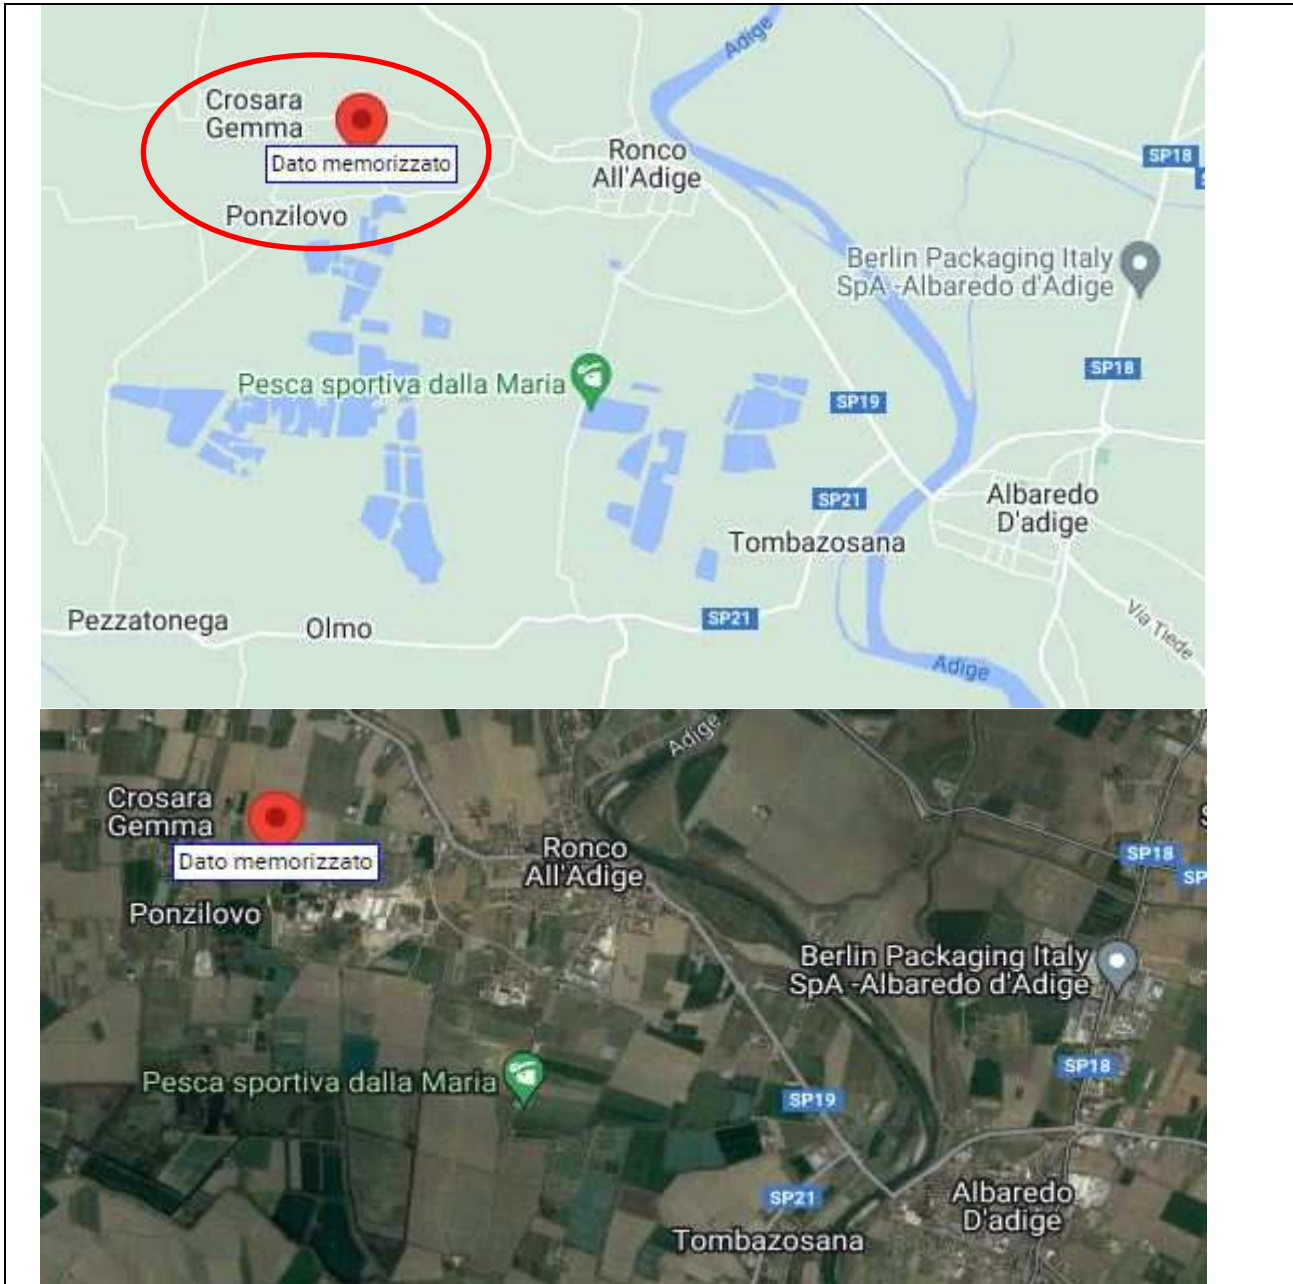 Adige
Crosara
Gemma
Dato memorizzato
Ronco
All'Adige
SP18
Ponzilovo
Berlin Packaging Italy
SpA -Albaredo d'Adige
SP18
Pesca sportiva dalla Maria
SP19
SP21
Albaredo
D'adige
Tombazosana
Pezzatonega
Olmo
SP21
Via Tiede
Adige
Adige
Crosara
Gemma
Dato memorizzato
Ronco
All'Adige
SP18
SP
Ponzilovo
Berlin Packaging Italy
SpA -Albaredo d'Adige
Pesca sportiva dalla Maria
SP18
SP19
SP21
Albaredo
D'adige
Tombazosana